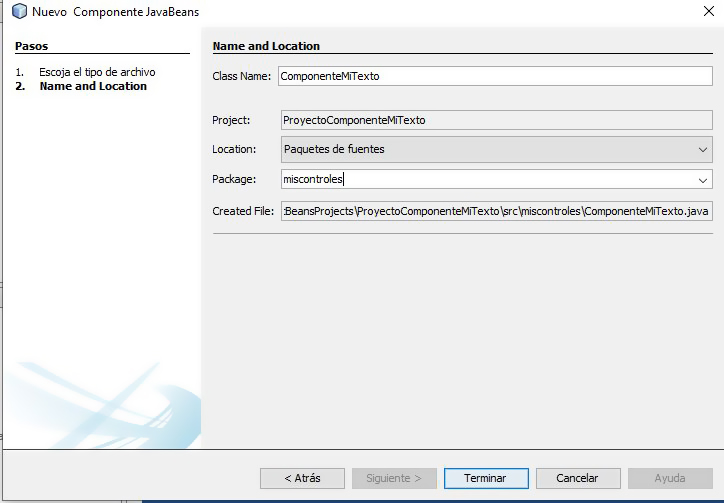 Nuevo Componente JavaBeans
Pasos
1. Escoja el tipo de archivo
2. Name and Location
Name and Location
Class Name: ComponenteMiTexto
Project: ProyectoComponenteMiTexto
Location: Paquetes de fuentes
Package: miscontroles
Created File: :BeansProjects\ProyectoComponenteMiTexto\src\miscontroles\ComponenteMiTexto.java
< Atrás Siguiente > Terminar Cancelar Ayuda